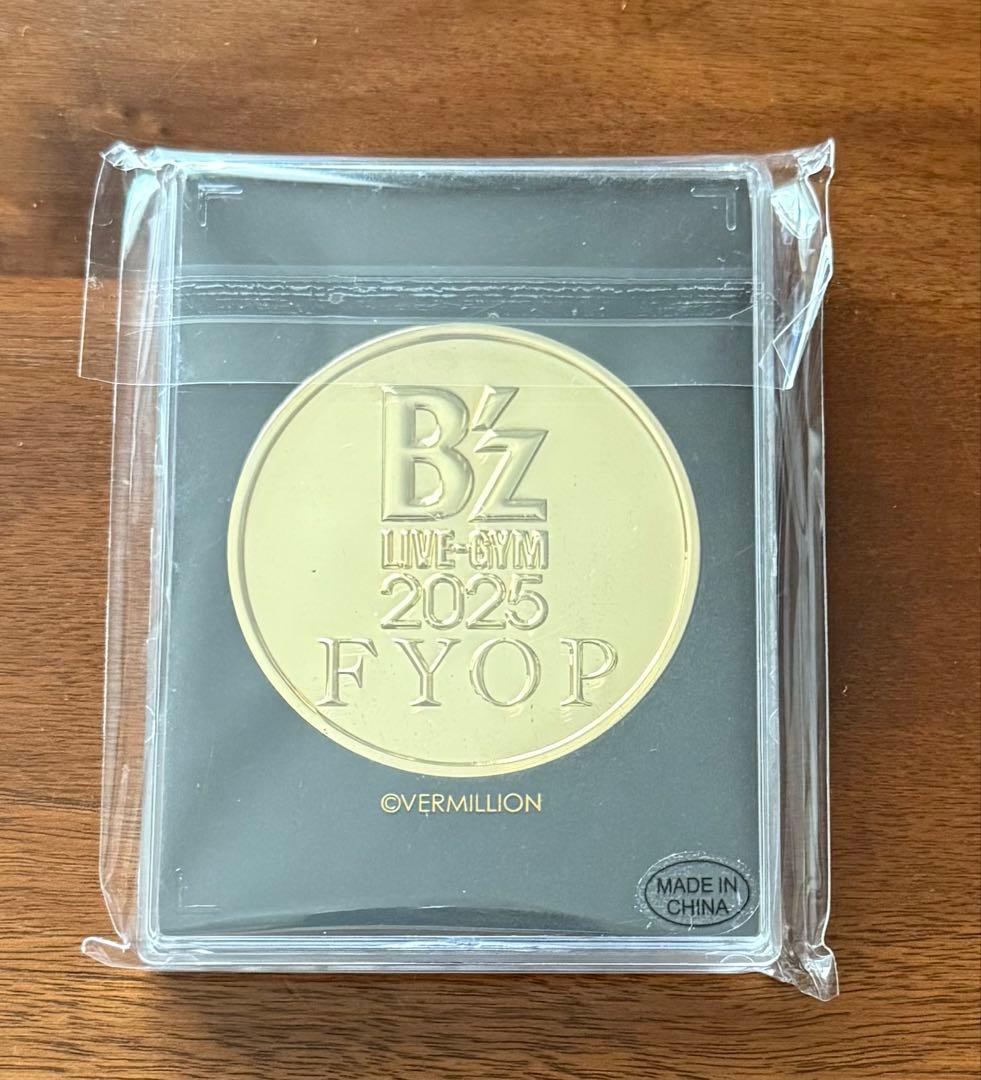 B'z
LIVE-GYM
2025
FYOP
©VERMILLION
MADE IN
CHINA